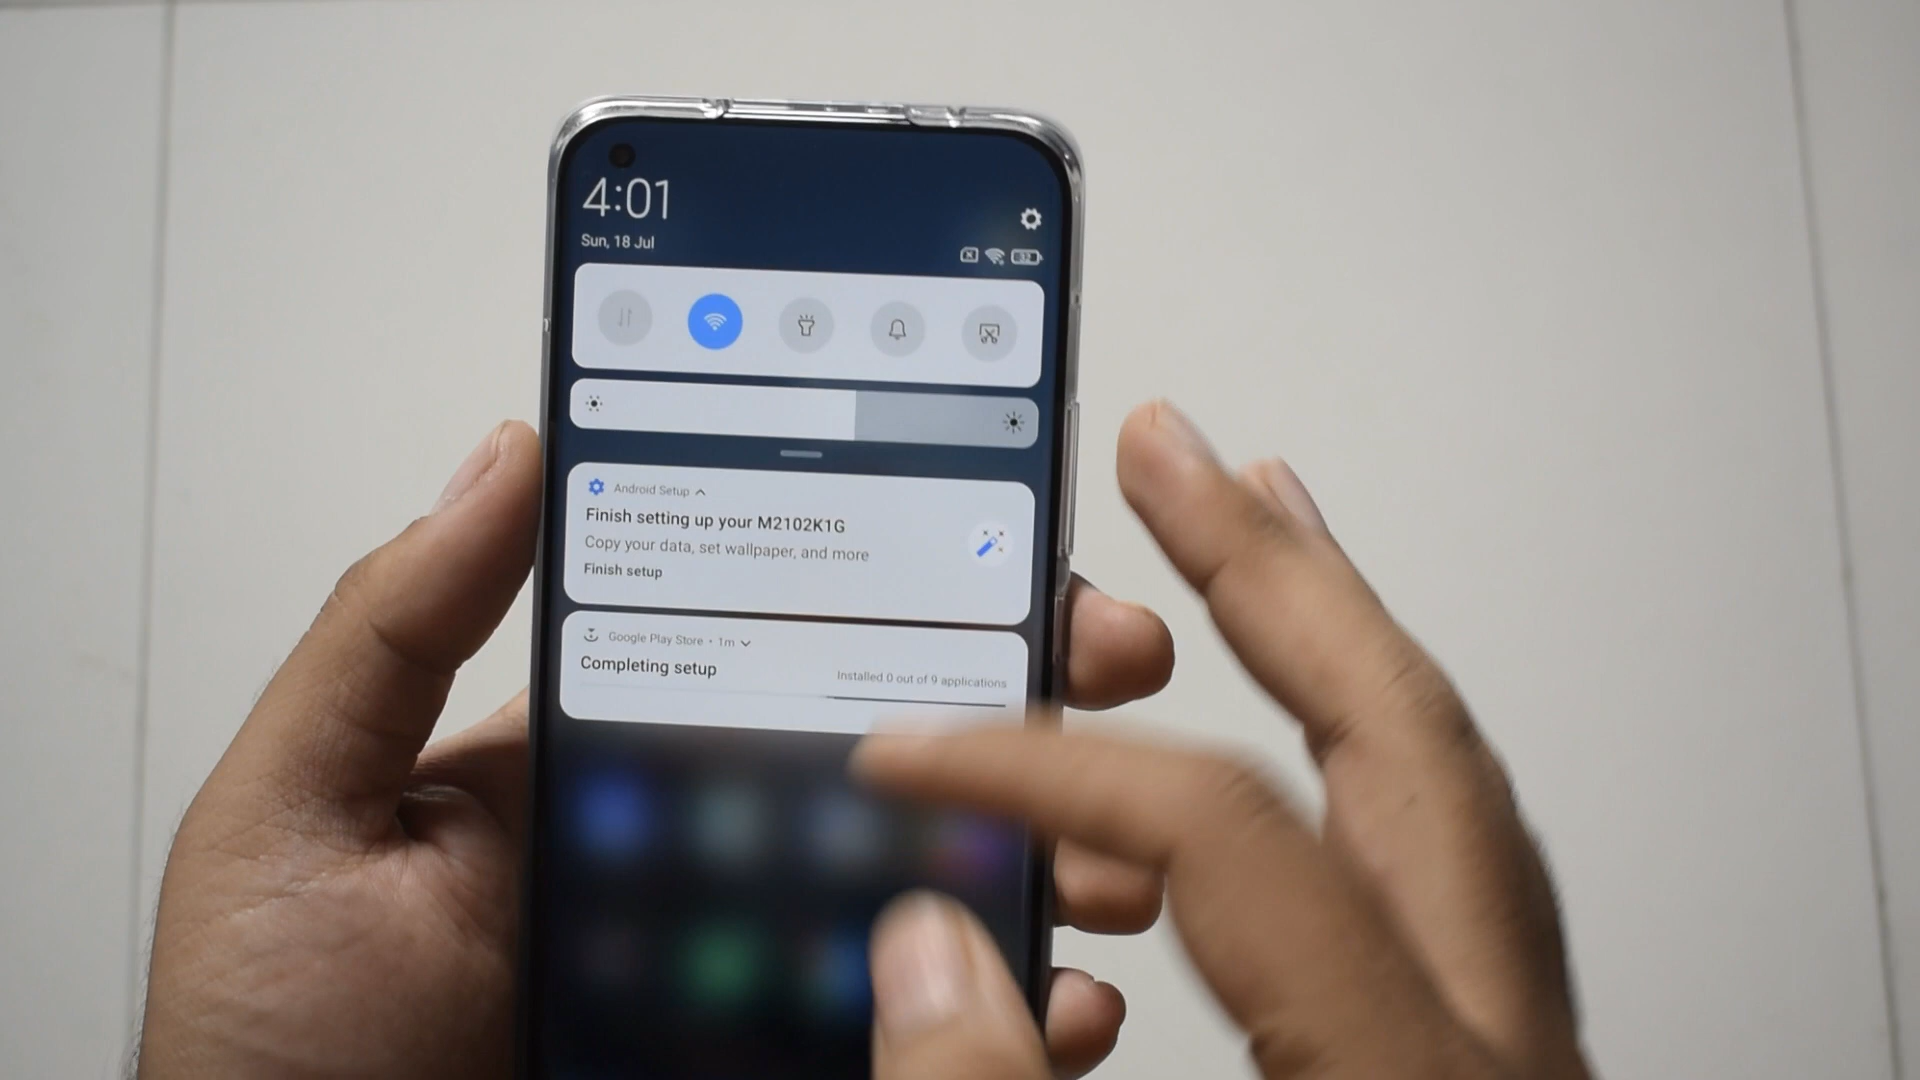 4:01
Sun, 18 Jul
32
Android Setup
Finish setting up your M2102K1G
Copy your data, set wallpaper, and more
Finish setup
Google Play Store • 1m
Completing setup
Installed 0 out of 9 applications